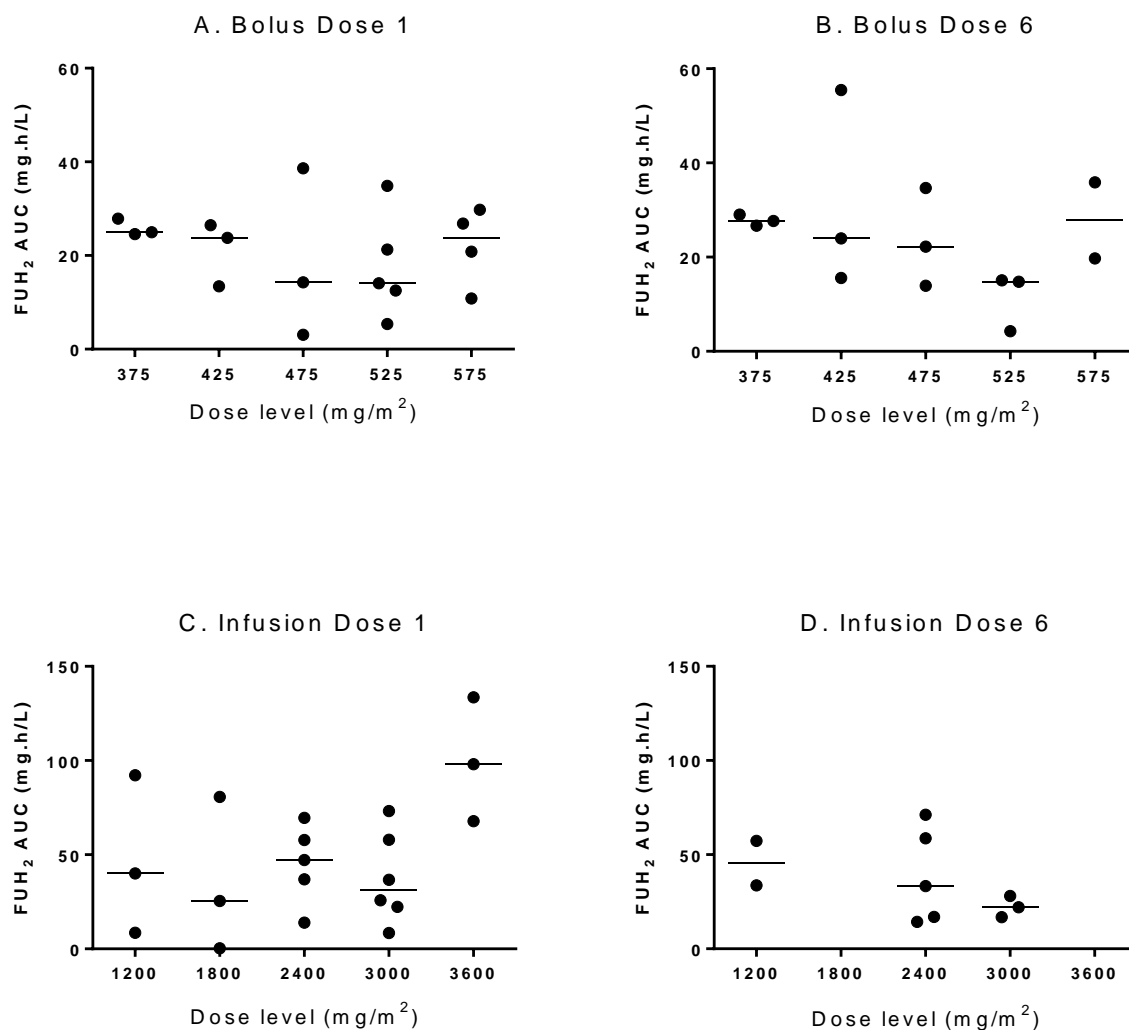 A. Bolus Dose 1
FUH₂ AUC (mg.h/L)
60
40
20
0
375 425 475 525 575
Dose level (mg/m²)
B. Bolus Dose 6
FUH₂ AUC (mg.h/L)
60
40
20
0
375 425 475 525 575
Dose level (mg/m²)
C. Infusion Dose 1
FUH₂ AUC (mg.h/L)
150
100
50
0
1200 1800 2400 3000 3600
Dose level (mg/m²)
D. Infusion Dose 6
FUH₂ AUC (mg.h/L)
150
100
50
0
1200 1800 2400 3000 3600
Dose level (mg/m²)